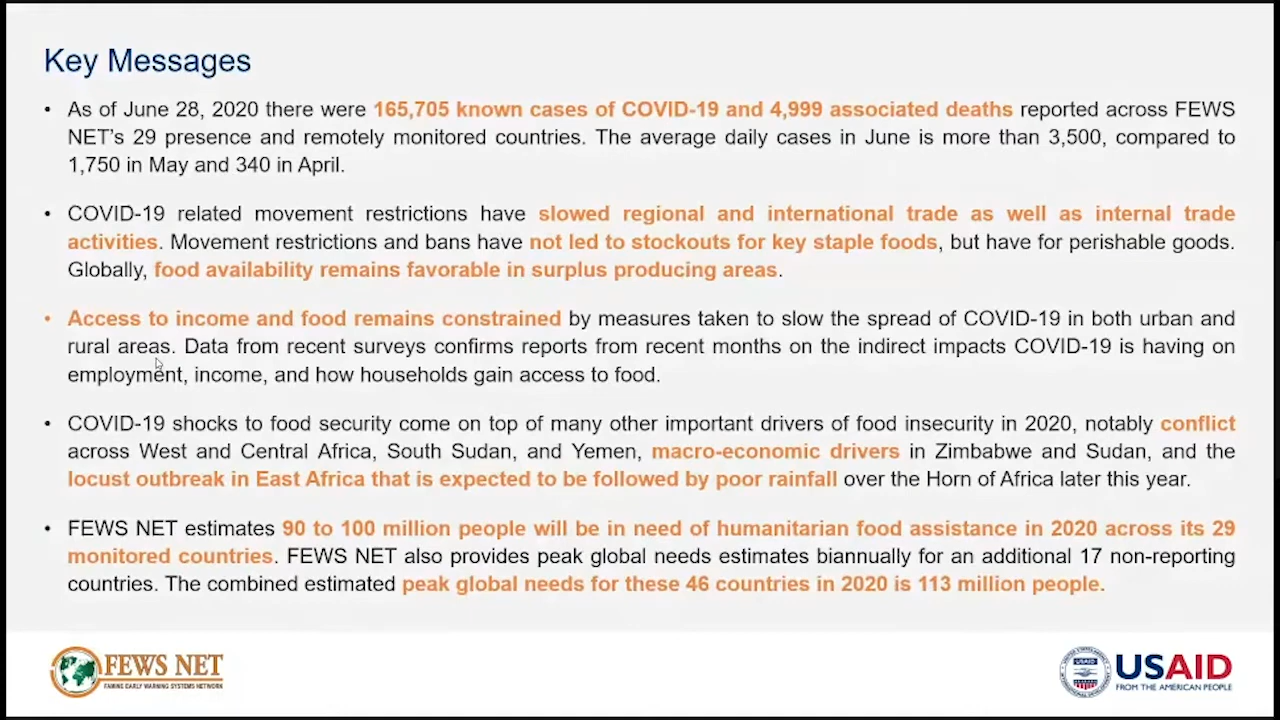 Key Messages
• As of June 28, 2020 there were 165,705 known cases of COVID-19 and 4,999 associated deaths reported across FEWS
NET's 29 presence and remotely monitored countries. The average daily cases in June is more than 3,500, compared to
1,750 in May and 340 in April.
• COVID-19 related movement restrictions have slowed regional and international trade as well as internal trade
activities. Movement restrictions and bans have not led to stockouts for key staple foods, but have for perishable goods.
Globally, food availability remains favorable in surplus producing areas.
• Access to income and food remains constrained by measures taken to slow the spread of COVID-19 in both urban and
rural areas. Data from recent surveys confirms reports from recent months on the indirect impacts COVID-19 is having on
employment, income, and how households gain access to food.
• COVID-19 shocks to food security come on top of many other important drivers of food insecurity in 2020, notably conflict
across West and Central Africa, South Sudan, and Yemen, macro-economic drivers in Zimbabwe and Sudan, and the
locust outbreak in East Africa that is expected to be followed by poor rainfall over the Horn of Africa later this year.
• FEWS NET estimates 90 to 100 million people will be in need of humanitarian food assistance in 2020 across its 29
monitored countries. FEWS NET also provides peak global needs estimates biannually for an additional 17 non-reporting
countries. The combined estimated peak global needs for these 46 countries in 2020 is 113 million people.
FEWS NET
FAMINE EARLY WARNING SYSTEMS NETWORK
USAID
USAID
FROM THE AMERICAN PEOPLE